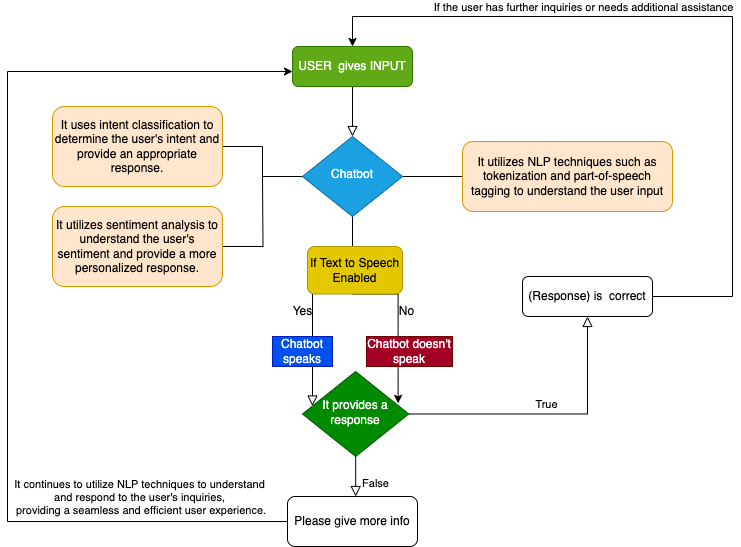 If the user has further inquiries or needs additional assistance
USER  gives INPUT
It uses intent classification to
determine the user's intent and
provide an appropriate
response.
Chatbot
It utilizes NLP techniques such as
tokenization and part-of-speech
tagging to understand the user input
It utilizes sentiment analysis to
understand the user's
sentiment and provide a more
personalized response.
If Text to Speech
Enabled
(Response) is  correct
Yes
No
Chatbot
speaks
Chatbot doesn't
speak
It provides a
response
True
False
It continues to utilize NLP techniques to understand
and respond to the user's inquiries,
providing a seamless and efficient user experience.
Please give more info